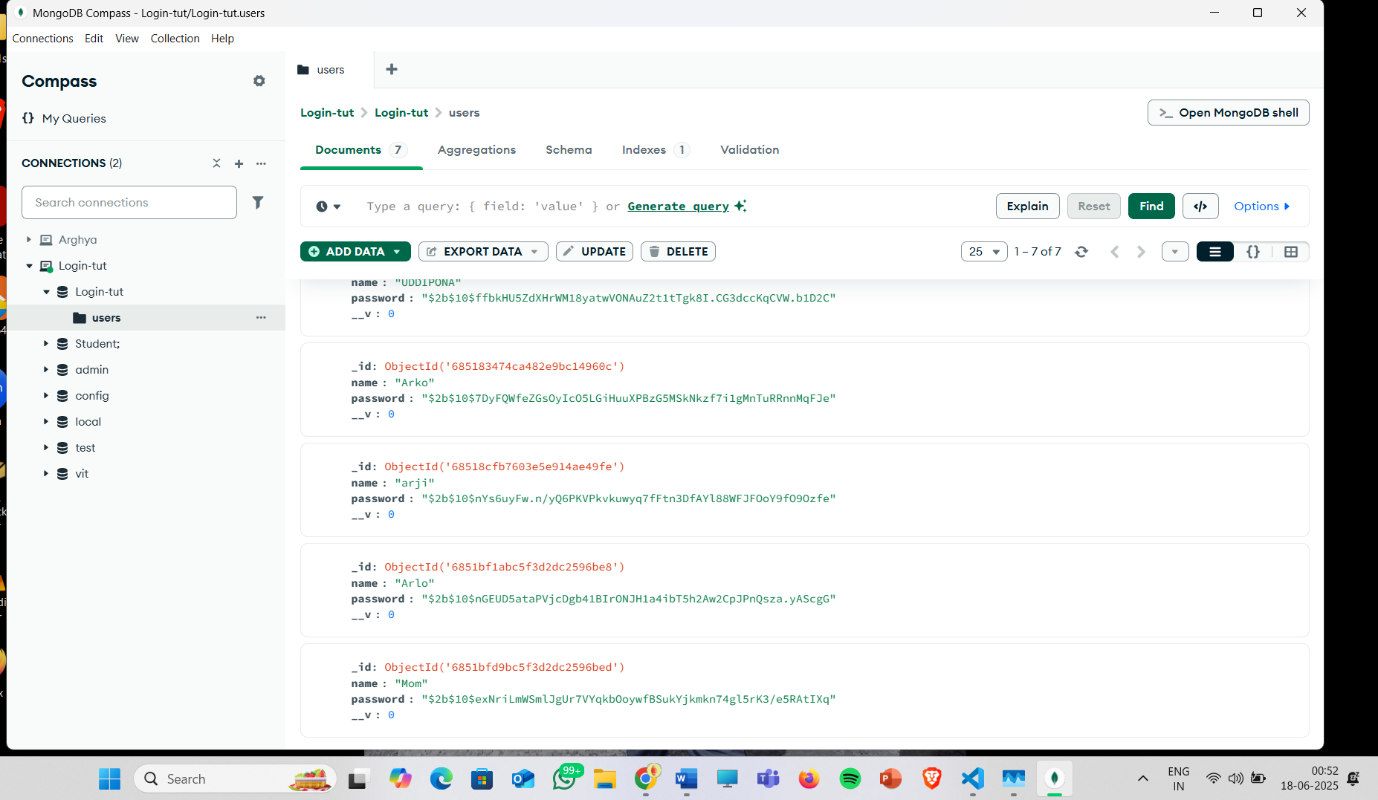 MongoDB Compass - Login-tut/Login-tut.users
Connections Edit View Collection Help
Compass
{} My Queries
CONNECTIONS (2)
Search connections
Arghya
Login-tut
Login-tut
users
Student;
admin
config
local
test
vit
users
Login-tut > Login-tut > users
>_ Open MongoDB shell
Documents 7 Aggregations Schema Indexes 1 Validation
Type a query: { field: 'value' } or Generate query
Explain Reset Find </> Options
ADD DATA EXPORT DATA UPDATE DELETE
25 1 – 7 of 7 {}
name : "UDDIPONA"
password : "$2b$10$ffbkHU5ZdXHrWM18yatwVONAuZ2t1tTgk8I.CG3dccKqCVW.b1D2C"
__v : 0
_id: ObjectId('685183474ca482e9bc14960c')
name : "Arko"
password : "$2b$10$7DyFQWfeZGsOyIcO5LGiHuuXPBzG5MSkNkzf7i1gMnTuRRnnMqFJe"
__v : 0
_id: ObjectId('68518cfb7603e5e914ae49fe')
name : "arji"
password : "$2b$10$nYs6uyFw.n/yQ6PKVPkvkuwyq7fFtn3DfAYl88WFJFOoY9fO9Ozfe"
__v : 0
_id: ObjectId('6851bf1abc5f3d2dc2596be8')
name : "Arlo"
password : "$2b$10$nGEUD5ataPVjcDgb41BIrONJH1a4ibT5h2Aw2CpJPnQsza.yAScgG"
__v : 0
_id: ObjectId('6851bfd9bc5f3d2dc2596bed')
name : "Mom"
password : "$2b$10$exNriLmWSmlJgUr7VYqkbOoywfBSukYjkmkn74gl5rK3/e5RAtIXq"
__v : 0
Search
99+
ENG
IN
00:52
18-06-2025